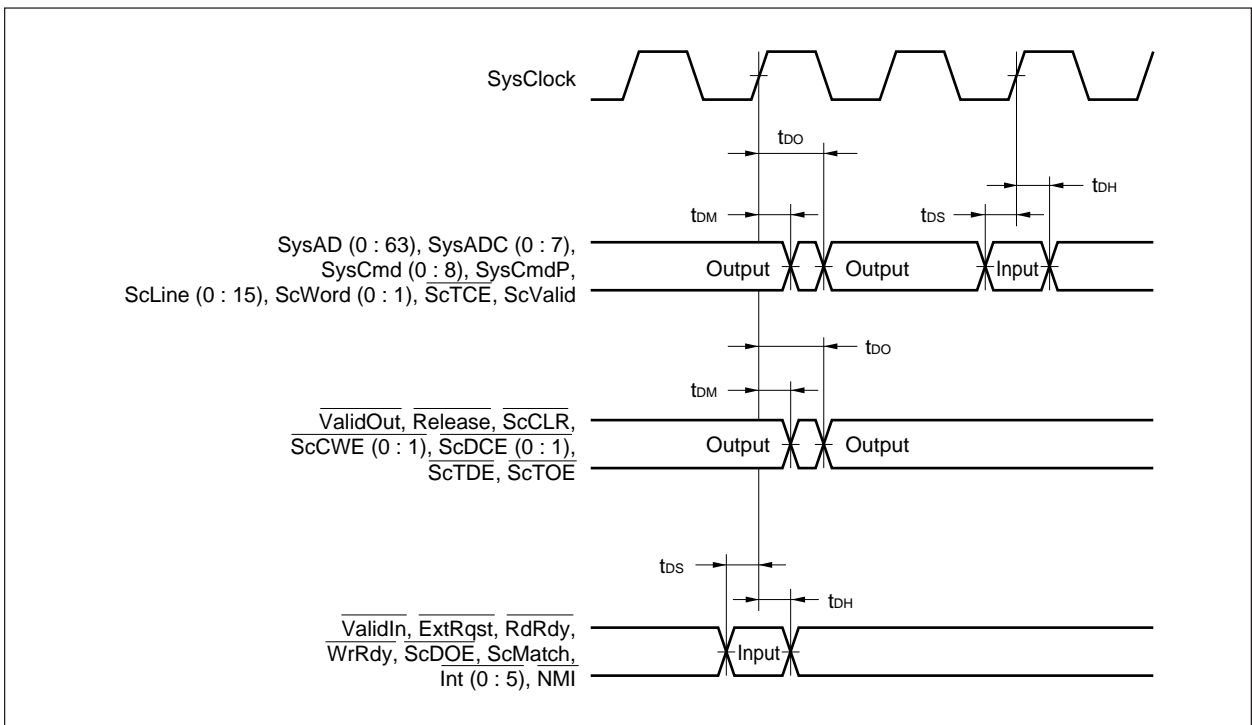 SysClock
tDO
tDH
tDM
tDS
SysAD (0 : 63), SysADC (0 : 7),
SysCmd (0 : 8), SysCmdP,
ScLine (0 : 15), ScWord (0 : 1), ScTCE, ScValid
Output
Output
Input
tDO
tDM
ValidOut, Release, ScCLR,
ScCWE (0 : 1), ScDCE (0 : 1),
ScTDE, ScTOE
Output
Output
tDS
tDH
ValidIn, ExtRqst, RdRdy,
WrRdy, ScDOE, ScMatch,
Int (0 : 5), NMI
Input